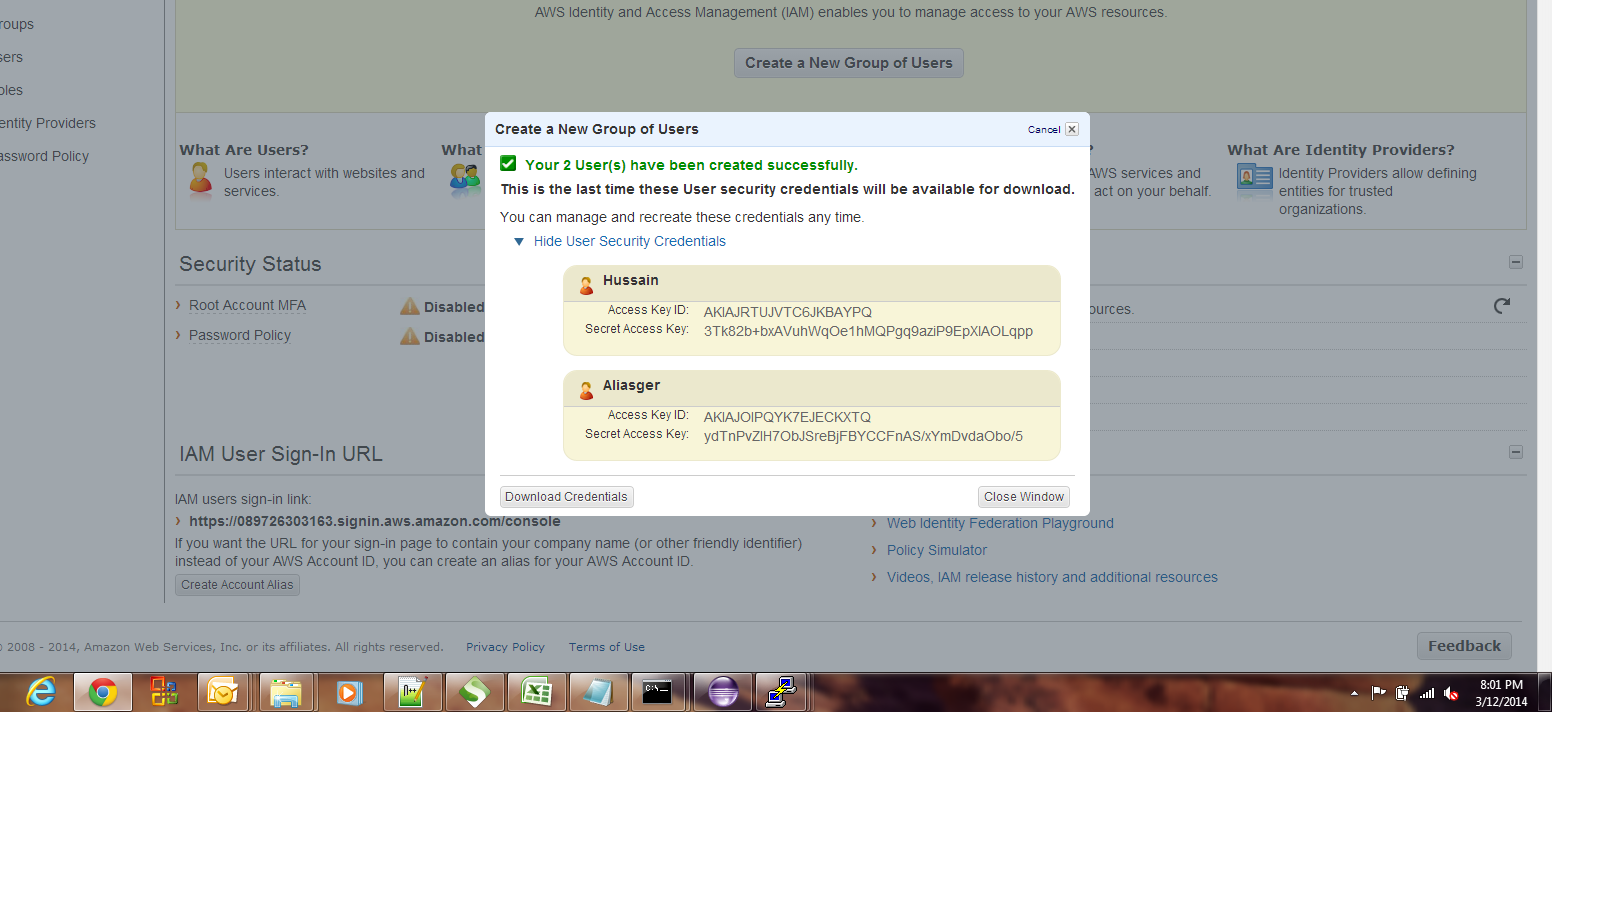 AWS Identity and Access Management (IAM) enables you to manage access to your AWS resources.
Create a New Group of Users
roups
sers
oles
entity Providers
assword Policy
What Are Users?
Users interact with websites and
services.
What
Create a New Group of Users
Cancel
Your 2 User(s) have been created successfully.
This is the last time these User security credentials will be available for download.
You can manage and recreate these credentials any time.
Hide User Security Credentials
Hussain
Access Key ID: AKIAJRTUJVTC6JKBAYPQ
Secret Access Key:
Aliasger
Access Key ID: AKIAJOIPQYK7EJECKXTQ
Secret Access Key:
Download Credentials
Close Window
?
AWS services and
act on your behalf.
What Are Identity Providers?
Identity Providers allow defining
entities for trusted
organizations.
Security Status
Root Account MFA
Disabled
Password Policy
Disabled
ources.
IAM User Sign-In URL
IAM users sign-in link:
https://089726303163.signin.aws.amazon.com/console
If you want the URL for your sign-in page to contain your company name (or other friendly identifier)
instead of your AWS Account ID, you can create an alias for your AWS Account ID.
Create Account Alias
Web Identity Federation Playground
Policy Simulator
Videos, IAM release history and additional resources
© 2008 - 2014, Amazon Web Services, Inc. or its affiliates. All rights reserved.
Privacy Policy
Terms of Use
Feedback
8:01 PM
3/12/2014